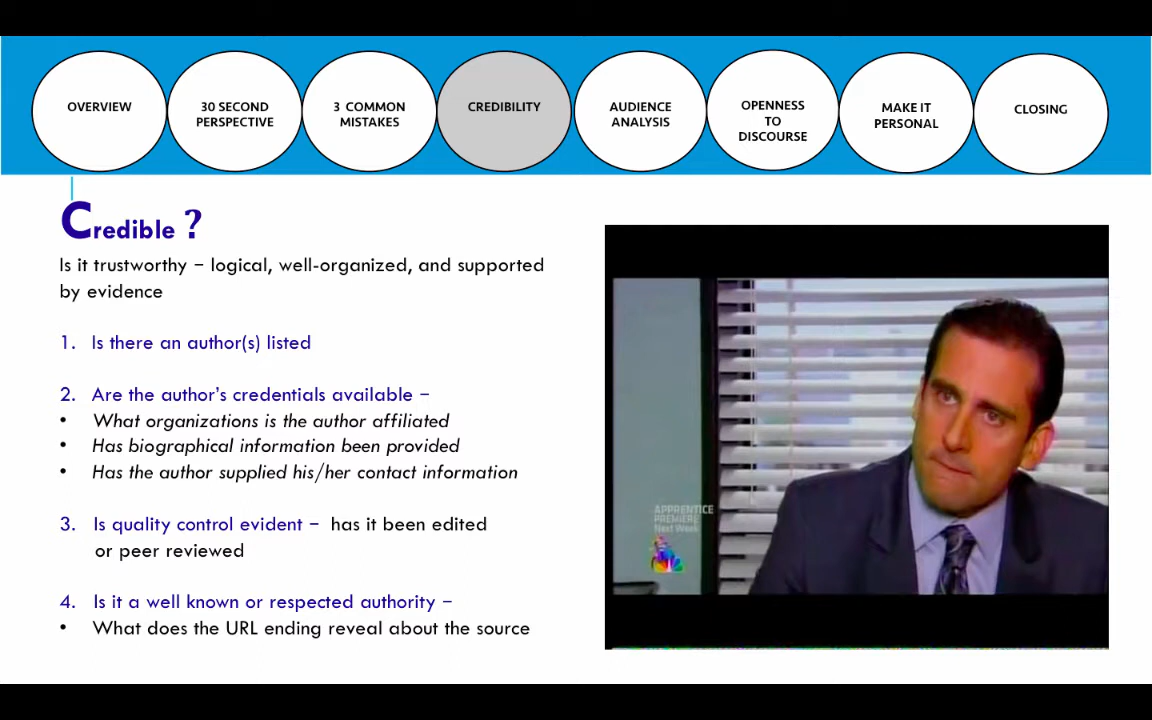 OVERVIEW
30 SECOND
PERSPECTIVE
3 COMMON
MISTAKES
CREDIBILITY
AUDIENCE
ANALYSIS
OPENNESS
TO
DISCOURSE
MAKE IT
PERSONAL
CLOSING
Credible ?
Is it trustworthy – logical, well-organized, and supported
by evidence
1. Is there an author(s) listed
2. Are the author's credentials available –
• What organizations is the author affiliated
• Has biographical information been provided
• Has the author supplied his/her contact information
3. Is quality control evident – has it been edited
or peer reviewed
4. Is it a well known or respected authority –
• What does the URL ending reveal about the source
APPRENTICE
PREMIERE
Next Week